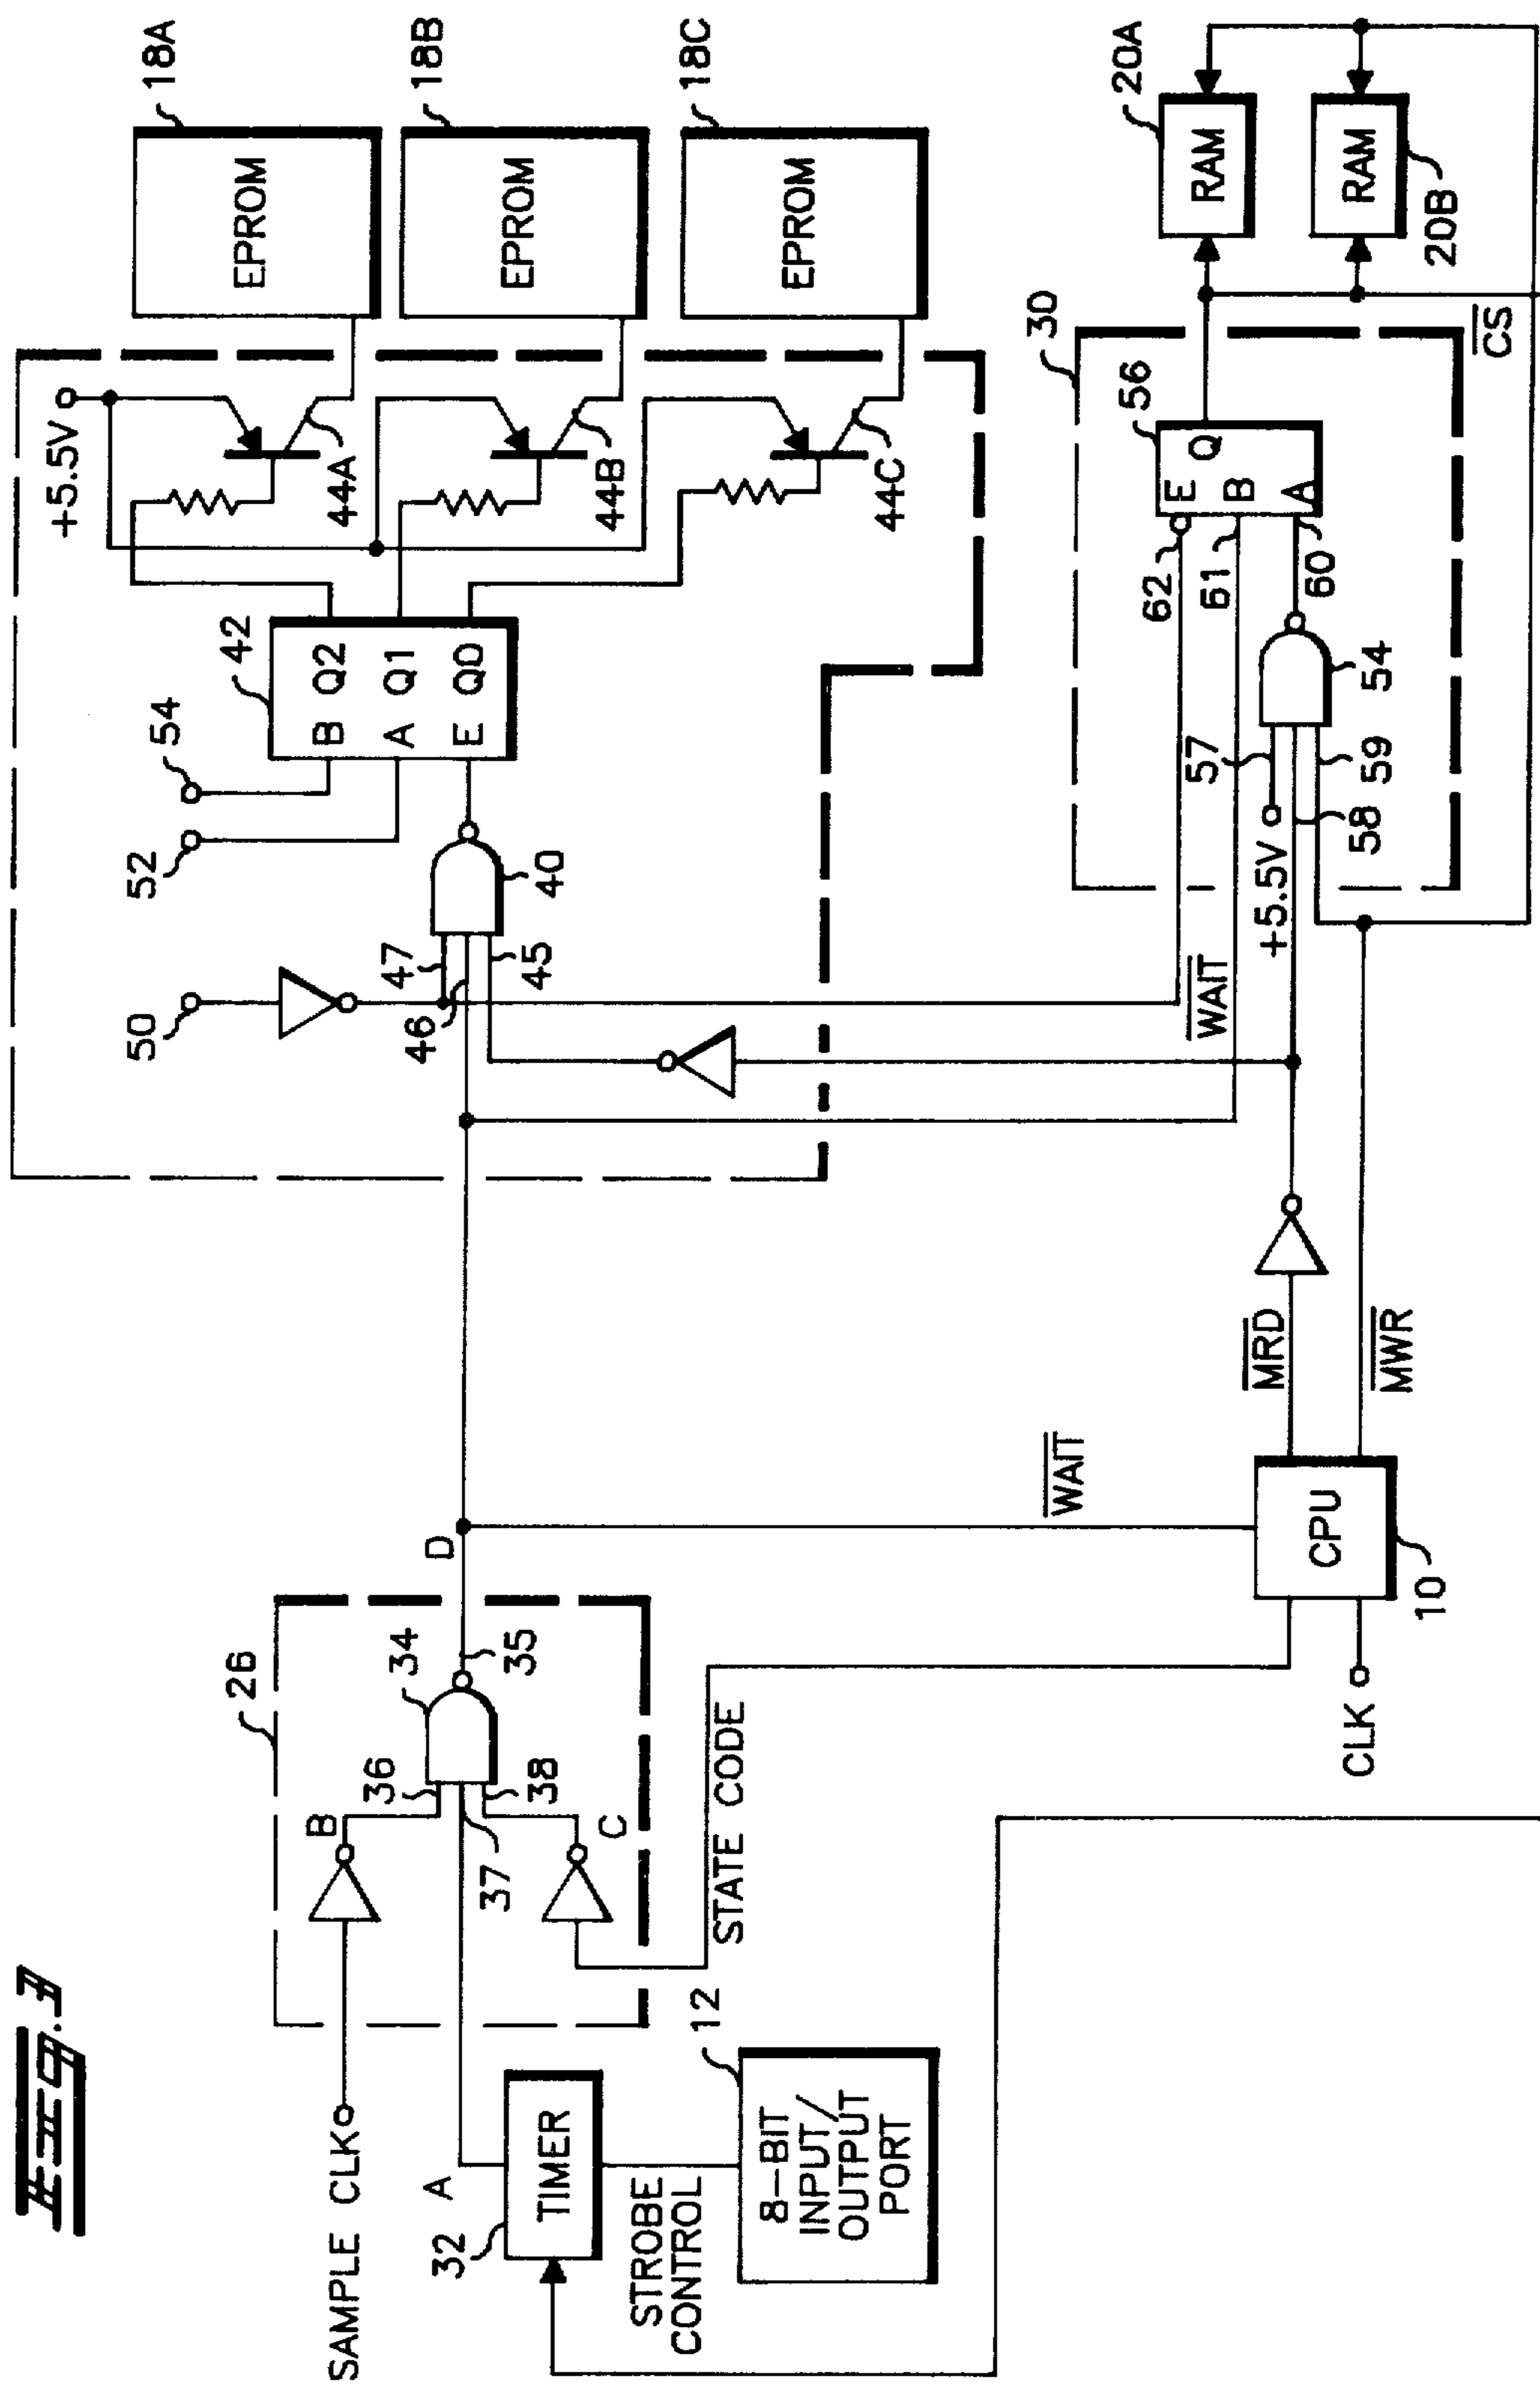 Fig. 3
+5.5V
18A
EPROM
44A
18B
EPROM
44B
18C
EPROM
44C
42
B Q2
A Q1
E Q0
54
52
50
47
46
45
40
26
B
36
34
35
37
38
C
D
SAMPLE CLK
A
32
TIMER
STROBE
CONTROL
12
8-BIT
INPUT/
OUTPUT
PORT
STATE CODE
WAIT
WAIT
CPU
10
CLK
MRD
MWR
30
56
E Q
B
A
62
61
60
57
+5.5V
58
59
54
CS
20A
RAM
RAM
20B